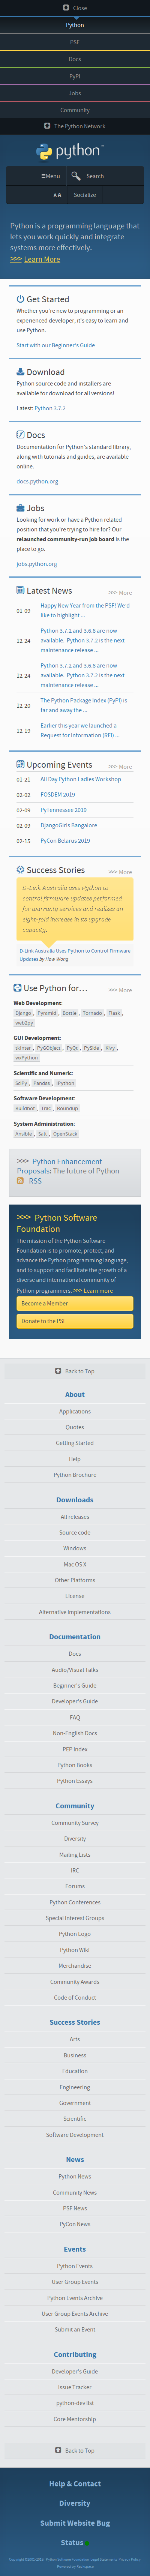 Close
Python
PSF
Docs
PyPI
Jobs
Community
The Python Network
python™
Menu
Search
A A
Socialize
Python is a programming language that
lets you work quickly and integrate
systems more effectively.
>>> Learn More
Get Started
Whether you're new to programming or
an experienced developer, it's easy to learn and
use Python.
Start with our Beginner's Guide
Download
Python source code and installers are
available for download for all versions!
Latest: Python 3.7.2
Docs
Documentation for Python's standard library,
along with tutorials and guides, are available
online.
docs.python.org
Jobs
Looking for work or have a Python related
position that you're trying to hire for? Our
relaunched community-run job board is the
place to go.
jobs.python.org
Latest News
>>> More
01-09
Happy New Year from the PSF! We'd
like to highlight ...
12-24
Python 3.7.2 and 3.6.8 are now
available. Python 3.7.2 is the next
maintenance release ...
12-24
Python 3.7.2 and 3.6.8 are now
available. Python 3.7.2 is the next
maintenance release ...
12-20
The Python Package Index (PyPI) is
far and away the ...
12-19
Earlier this year we launched a
Request for Information (RFI) ...
Upcoming Events
>>> More
01-21 All Day Python Ladies Workshop
02-02 FOSDEM 2019
02-09 PyTennessee 2019
02-09 DjangoGirls Bangalore
02-15 PyCon Belarus 2019
Success Stories
>>> More
D-Link Australia uses Python to
control firmware updates performed
for warranty services and realizes an
eight-fold increase in its upgrade
capacity.
D-Link Australia Uses Python to Control Firmware
Updates by How Wang
Use Python for…
>>> More
Web Development:
Django , Pyramid , Bottle , Tornado , Flask ,
web2py
GUI Development:
tkInter , PyGObject , PyQt , PySide , Kivy ,
wxPython
Scientific and Numeric:
SciPy , Pandas , IPython
Software Development:
Buildbot , Trac , Roundup
System Administration:
Ansible , Salt , OpenStack
>>> Python Enhancement
Proposals: The future of Python
RSS
>>> Python Software
Foundation
The mission of the Python Software
Foundation is to promote, protect, and
advance the Python programming language,
and to support and facilitate the growth of a
diverse and international community of
Python programmers. >>> Learn more
Become a Member
Donate to the PSF
Back to Top
About
Applications
Quotes
Getting Started
Help
Python Brochure
Downloads
All releases
Source code
Windows
Mac OS X
Other Platforms
License
Alternative Implementations
Documentation
Docs
Audio/Visual Talks
Beginner's Guide
Developer's Guide
FAQ
Non-English Docs
PEP Index
Python Books
Python Essays
Community
Community Survey
Diversity
Mailing Lists
IRC
Forums
Python Conferences
Special Interest Groups
Python Logo
Python Wiki
Merchandise
Community Awards
Code of Conduct
Success Stories
Arts
Business
Education
Engineering
Government
Scientific
Software Development
News
Python News
Community News
PSF News
PyCon News
Events
Python Events
User Group Events
Python Events Archive
User Group Events Archive
Submit an Event
Contributing
Developer's Guide
Issue Tracker
python-dev list
Core Mentorship
Back to Top
Help & Contact
Diversity
Submit Website Bug
Status
Copyright ©2001-2019. Python Software Foundation Legal Statements Privacy Policy
Powered by Rackspace